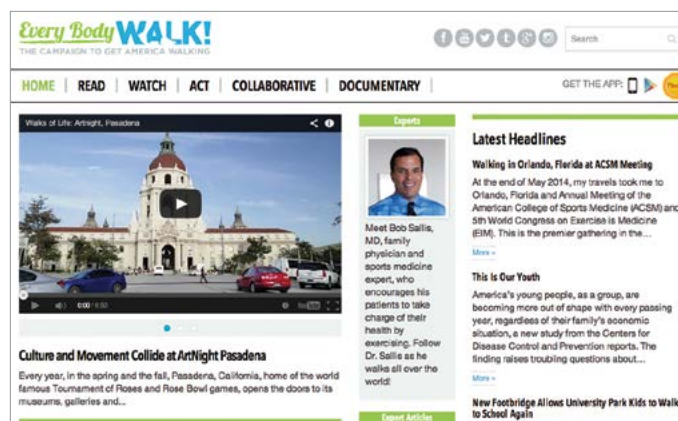 Every Body WALK!
THE CAMPAIGN TO GET AMERICA WALKING
Search
HOME | READ | WATCH | ACT | COLLABORATIVE | DOCUMENTARY |
GET THE APP:
Walks of Life: Artnight, Pasadena
0:00 / 6:50
YouTube
Culture and Movement Collide at ArtNight Pasadena
Every year, in the spring and the fall, Pasadena, California, home of the world
famous Tournament of Roses and Rose Bowl games, opens the doors to its
museums, galleries and...
Experts
Meet Bob Sallis,
MD, family
physician and
sports medicine
expert, who
encourages his
patients to take
charge of their
health by
exercising. Follow
Dr. Sallis as he
walks all over the
world!
Expert Articles
Latest Headlines
Walking in Orlando, Florida at ACSM Meeting
At the end of May 2014, my travels took me to
Orlando, Florida and Annual Meeting of the
American College of Sports Medicine (ACSM) and
5th World Congress on Exercise is Medicine
(EIM). This is the premier gathering in the...
More »
This Is Our Youth
America's young people, as a group, are
becoming more out of shape with every passing
year, regardless of their family's economic
situation, a new study from the Centers for
Disease Control and Prevention reports. The
finding raises troubling questions about...
More »
New Footbridge Allows University Park Kids to Walk
to School Again